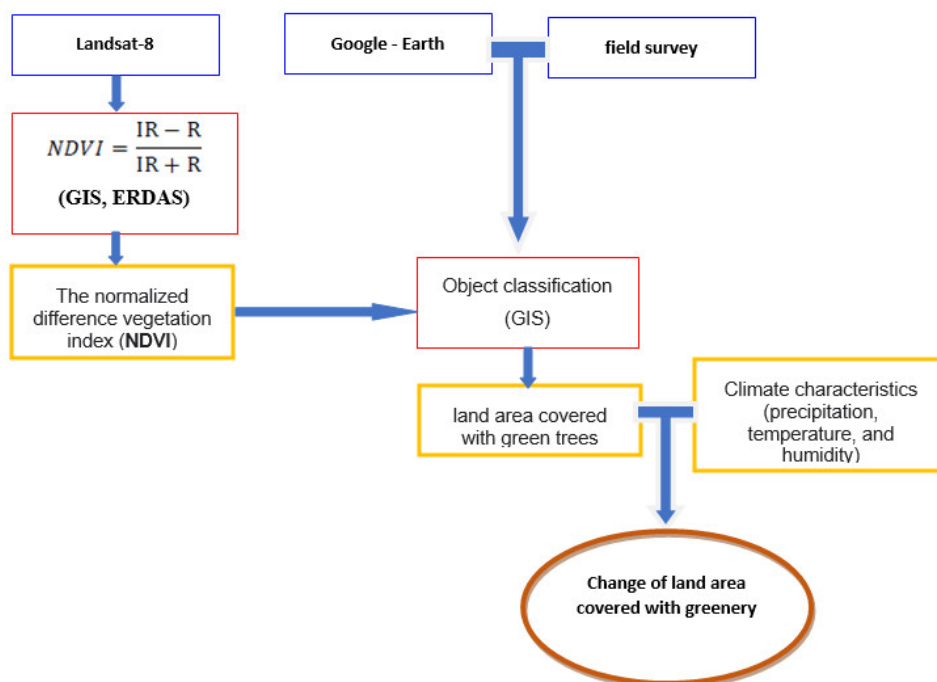 Landsat-8
Google - Earth
field survey
NDVI = IR − R / IR + R
(GIS, ERDAS)
The normalized
difference vegetation
index (NDVI)
Object classification
(GIS)
land area covered
with green trees
Climate characteristics
(precipitation,
temperature, and
humidity)
Change of land area
covered with greenery